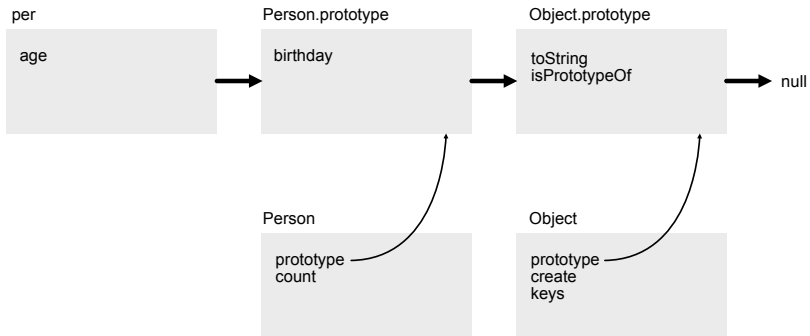 per
Person.prototype
Object.prototype
age
birthday
toString
isPrototypeOf
null
Person
Object
prototype
count
prototype
create
keys